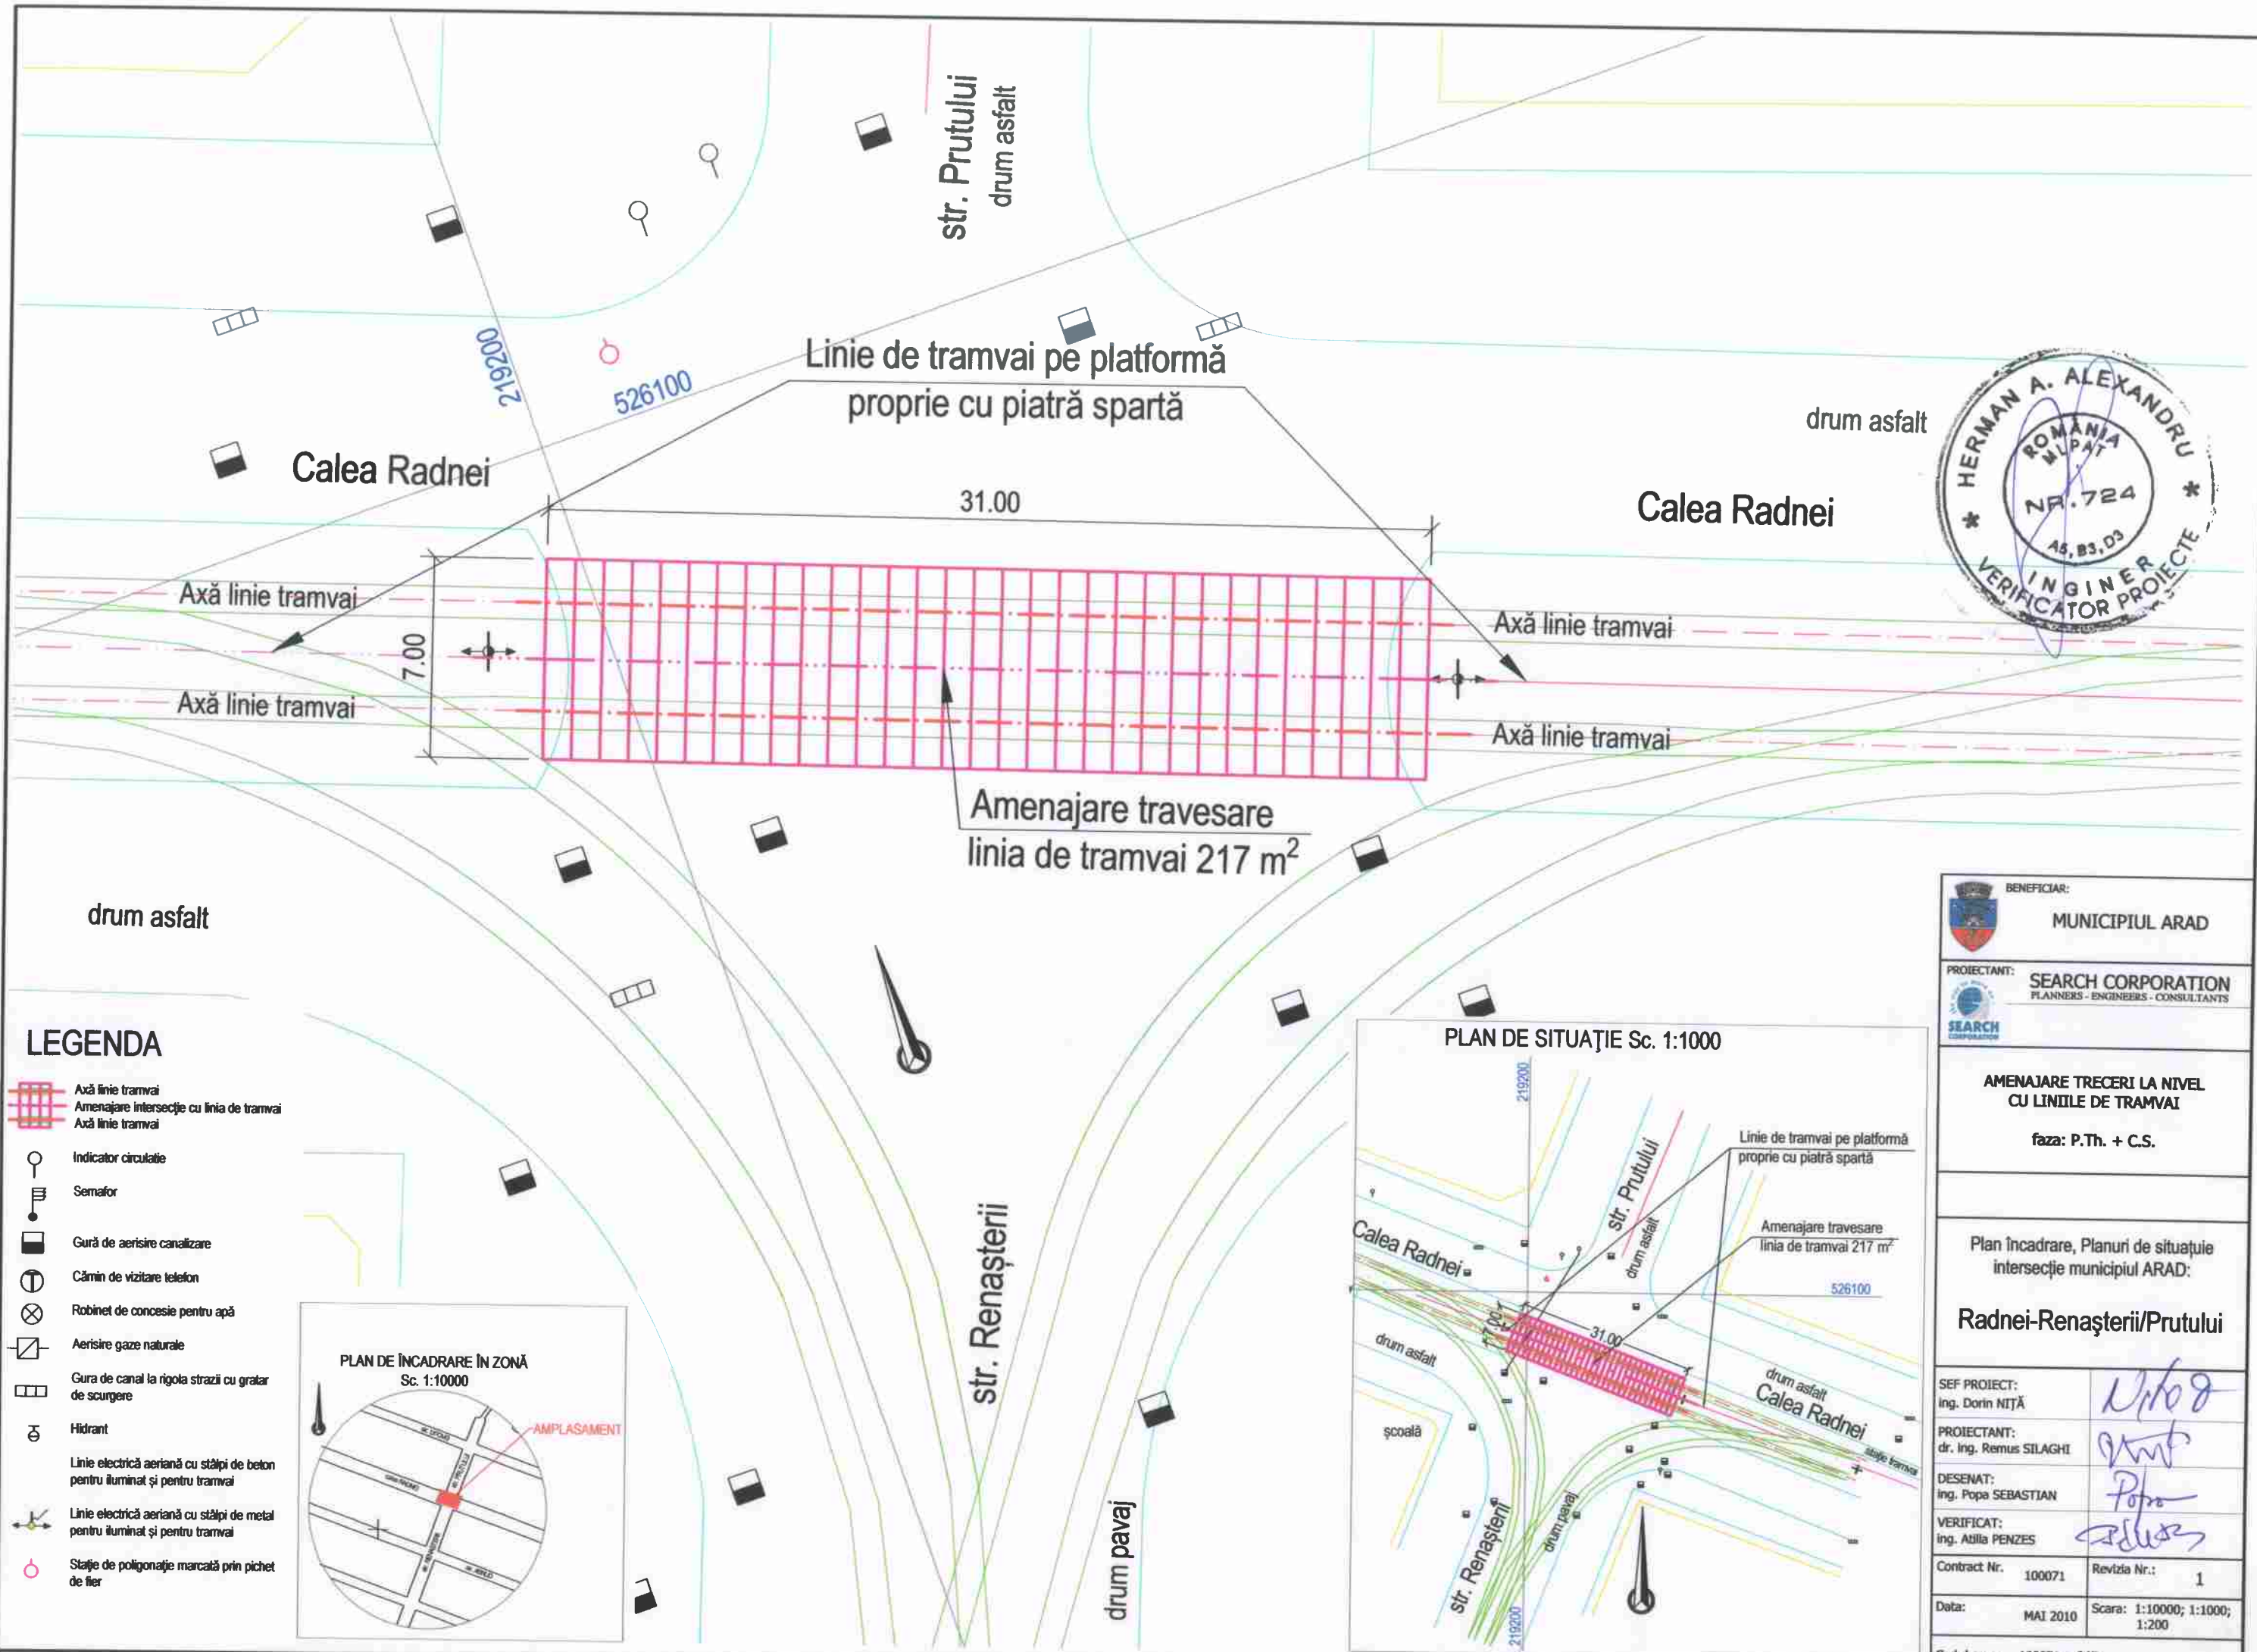 str. Prutului
drum asfalt
219200
526100
Linie de tramvai pe platformă
proprie cu piatră spartă
drum asfalt
Calea Radnei
31.00
Calea Radnei
7.00
Axă linie tramvai
Axă linie tramvai
Axă linie tramvai
Axă linie tramvai
Amenajare travesare
linia de tramvai 217 m²
drum asfalt
str. Renașterii
drum pavaj
* HERMAN A. ALEXANDRU *
ROMÂNIA
MLPAT
NR. 724
A5, B3, D3
INGINER
VERIFICATOR PROIECTE
LEGENDA
Axă linie tramvai
Amenajare intersecție cu linia de tramvai
Axă linie tramvai
Indicator circulatie
Semafor
Gură de aerisire canalizare
Cămin de vizitare telefon
Robinet de concesie pentru apă
Aerisire gaze naturale
Gura de canal la rigola strazii cu gratar
de scurgere
Hidrant
Linie electrică aeriană cu stâlpi de beton
pentru iluminat și pentru tramvai
Linie electrică aeriană cu stâlpi de metal
pentru iluminat și pentru tramvai
Stație de poligonație marcată prin pichet
de fier
PLAN DE ÎNCADRARE ÎN ZONĂ
Sc. 1:10000
AMPLASAMENT
PLAN DE SITUAŢIE Sc. 1:1000
219200
str. Prutului
drum asfalt
Linie de tramvai pe platformă
proprie cu piatră spartă
Amenajare travesare
linia de tramvai 217 m²
526100
Calea Radnei
7.00
31.00
drum asfalt
drum asfalt
Calea Radnei
stație tramvai
școală
str. Renașterii
drum pavaj
219200
BENEFICIAR:
MUNICIPIUL ARAD
PROIECTANT:
SEARCH CORPORATION
PLANNERS - ENGINEERS - CONSULTANTS
SEARCH
CORPORATION
AMENAJARE TRECERI LA NIVEL
CU LINIILE DE TRAMVAI
faza: P.Th. + C.S.
Plan încadrare, Planuri de situațuie
intersecție municipiul ARAD:
Radnei-Renașterii/Prutului
SEF PROIECT:
ing. Dorin NIȚĂ
PROIECTANT:
dr. ing. Remus SILAGHI
DESENAT:
ing. Popa SEBASTIAN
VERIFICAT:
ing. Atilla PENZES
Contract Nr. 100071
Revizia Nr.: 1
Data: MAI 2010
Scara: 1:10000; 1:1000;
1:200